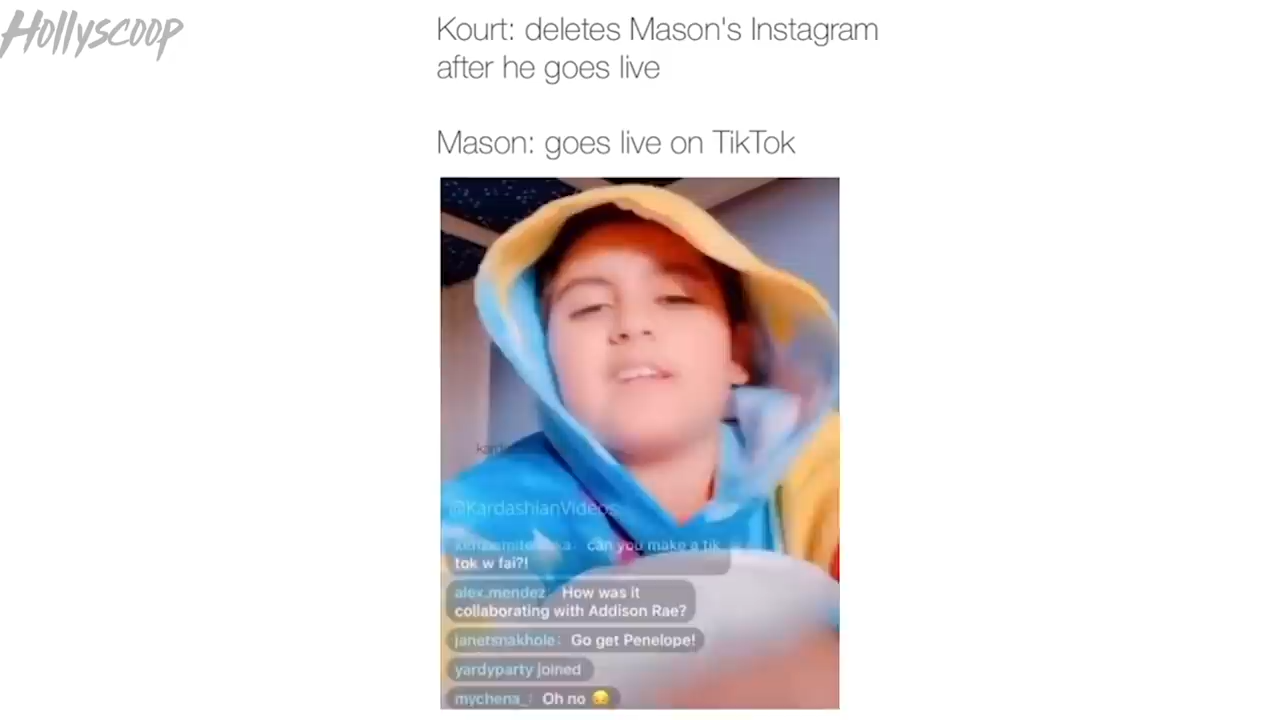 Hollyscoop
Kourt: deletes Mason's Instagram
after he goes live
Mason: goes live on TikTok
@KardashianVideos
can you make a tik
tok w fai?!
alex.mendez: How was it
collaborating with Addison Rae?
janetsnakhole: Go get Penelope!
yardyparty joined
mychena_: Oh no 😔